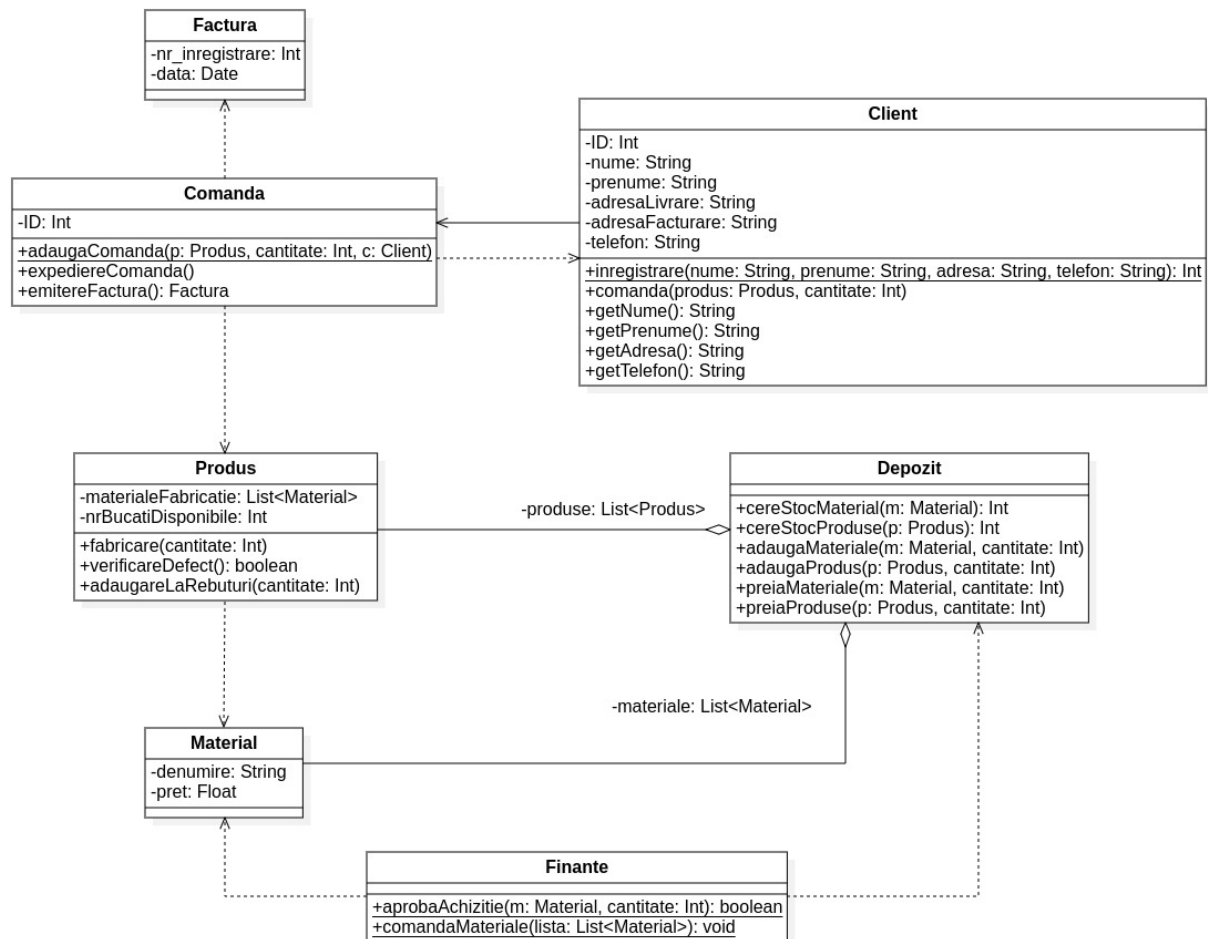 Factura
-nr_inregistrare: Int
-data: Date
Client
-ID: Int
-nume: String
-prenume: String
-adresaLivrare: String
-adresaFacturare: String
-telefon: String
+inregistrare(nume: String, prenume: String, adresa: String, telefon: String): Int
+comanda(produs: Produs, cantitate: Int)
+getNume(): String
+getPrenume(): String
+getAdresa(): String
+getTelefon(): String
Comanda
-ID: Int
+adaugaComanda(p: Produs, cantitate: Int, c: Client)
+expediereComanda()
+emitereFactura(): Factura
Produs
-materialeFabricatie: List<Material>
-nrBucatiDisponibile: Int
+fabricare(cantitate: Int)
+verificareDefect(): boolean
+adaugareLaRebuturi(cantitate: Int)
-produse: List<Produs>
Depozit
+cereStocMaterial(m: Material): Int
+cereStocProduse(p: Produs): Int
+adaugaMateriale(m: Material, cantitate: Int)
+adaugaProdus(p: Produs, cantitate: Int)
+preiaMateriale(m: Material, cantitate: Int)
+preiaProduse(p: Produs, cantitate: Int)
-materiale: List<Material>
Material
-denumire: String
-pret: Float
Finante
+aprobaAchizitie(m: Material, cantitate: Int): boolean
+comandaMateriale(lista: List<Material>): void